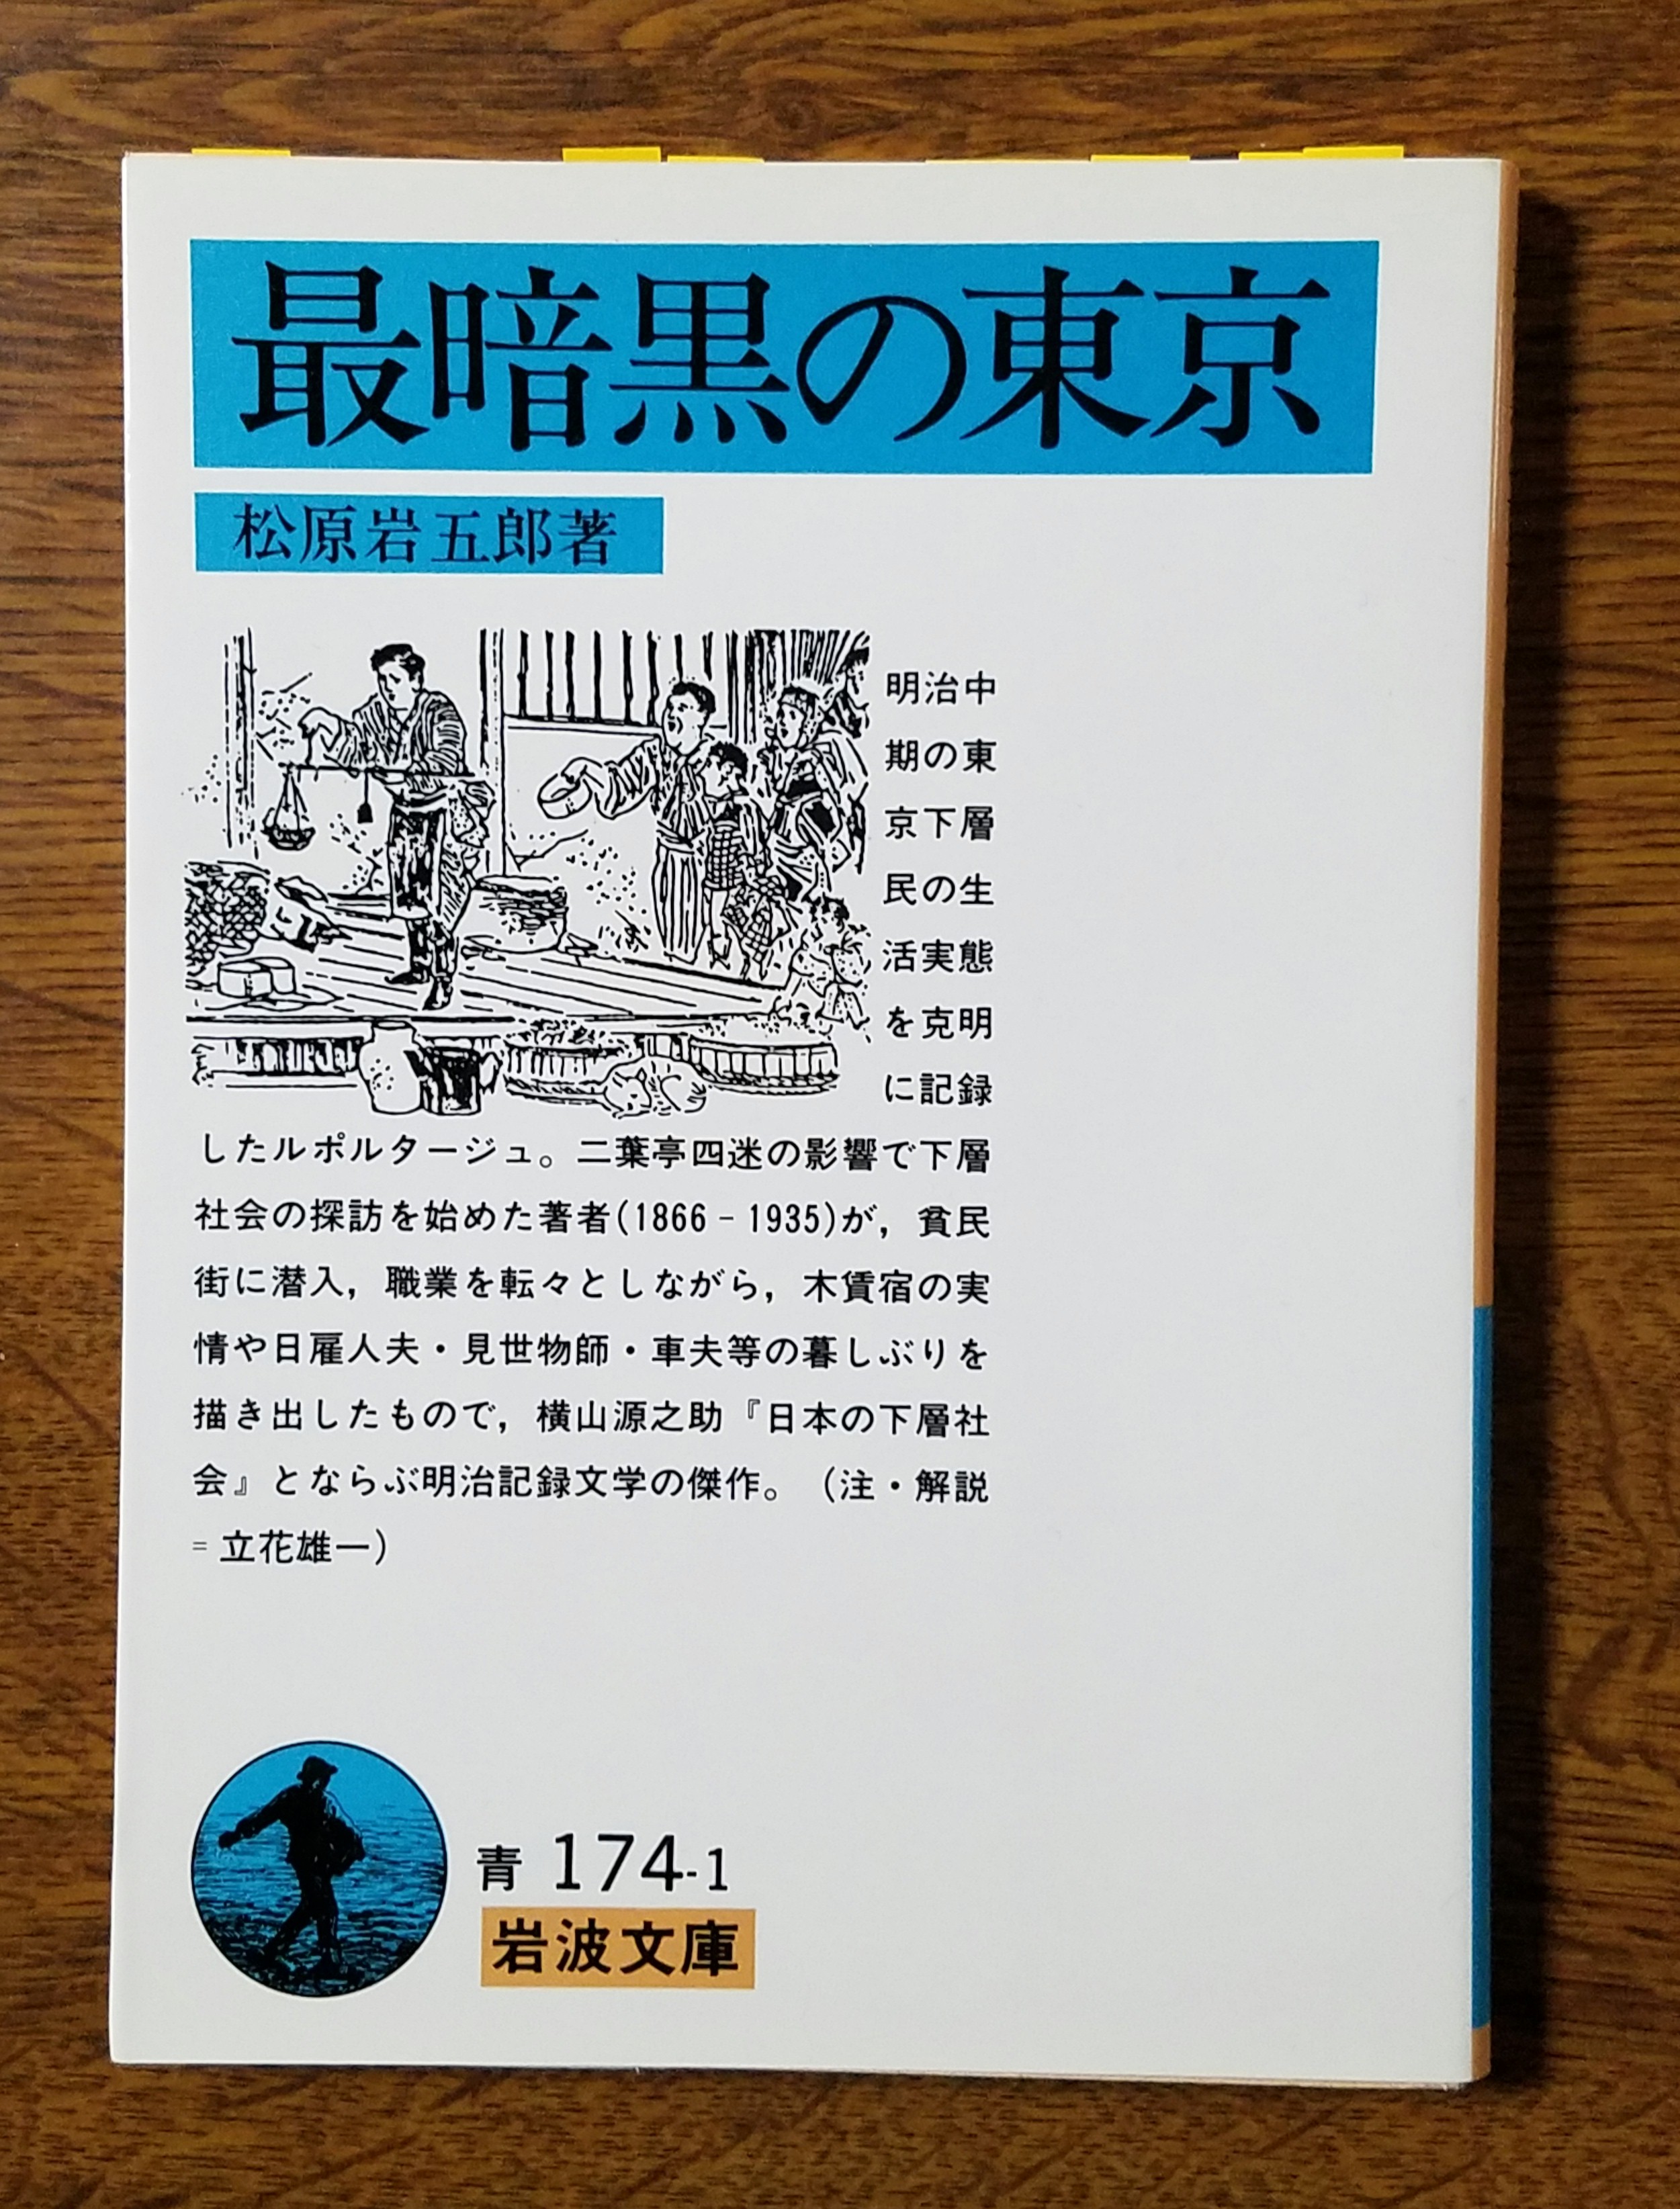 最暗黒の東京
松原岩五郎著
明治中
期の東
京下層
民の生
活実態
を克明
に記録
したルポルタージュ。二葉亭四迷の影響で下層
社会の探訪を始めた著者(1866‐1935)が，貧民
街に潜入，職業を転々としながら，木賃宿の実
情や日雇人夫・見世物師・車夫等の暮しぶりを
描き出したもので，横山源之助『日本の下層社
会』とならぶ明治記録文学の傑作。（注・解説
=立花雄一）
青 174-1
岩波文庫